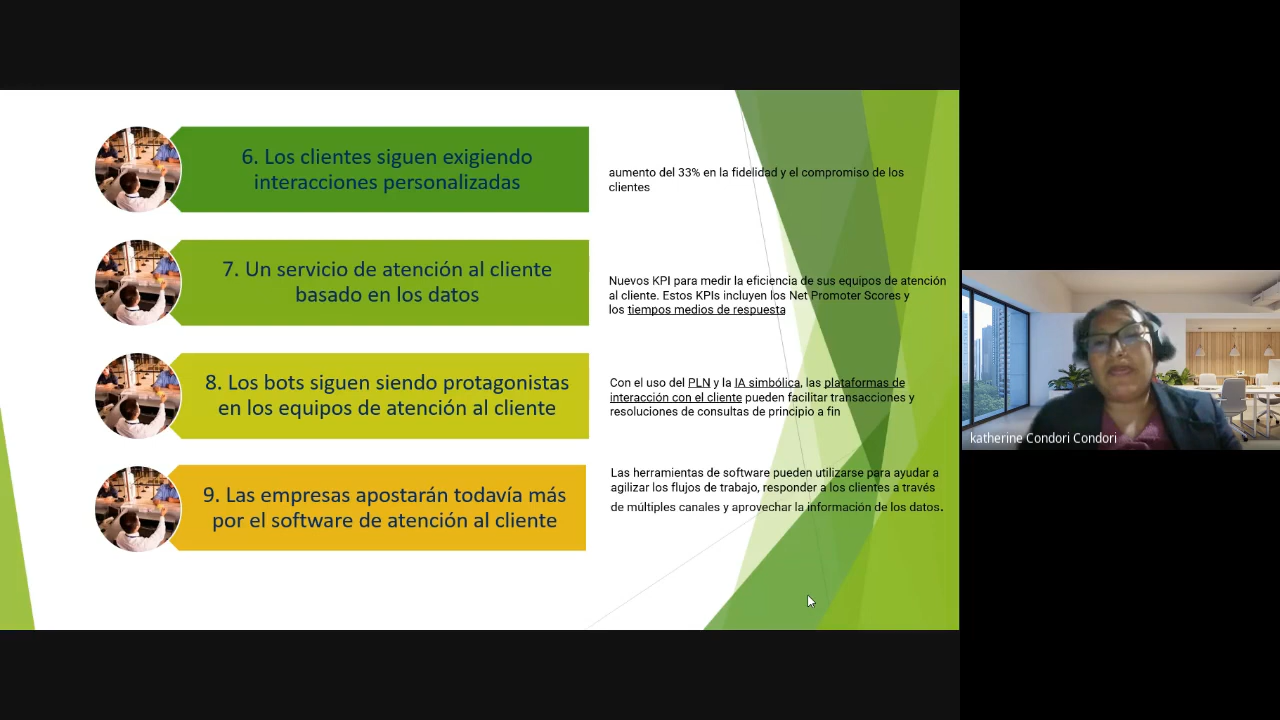 6. Los clientes siguen exigiendo
interacciones personalizadas
aumento del 33% en la fidelidad y el compromiso de los
clientes
7. Un servicio de atención al cliente
basado en los datos
Nuevos KPI para medir la eficiencia de sus equipos de atención
al cliente. Estos KPIs incluyen los Net Promoter Scores y
los tiempos medios de respuesta
8. Los bots siguen siendo protagonistas
en los equipos de atención al cliente
Con el uso del PLN y la IA simbólica, las plataformas de
interacción con el cliente pueden facilitar transacciones y
resoluciones de consultas de principio a fin
9. Las empresas apostarán todavía más
por el software de atención al cliente
Las herramientas de software pueden utilizarse para ayudar a
agilizar los flujos de trabajo, responder a los clientes a través
de múltiples canales y aprovechar la información de los datos.
katherine Condori Condori